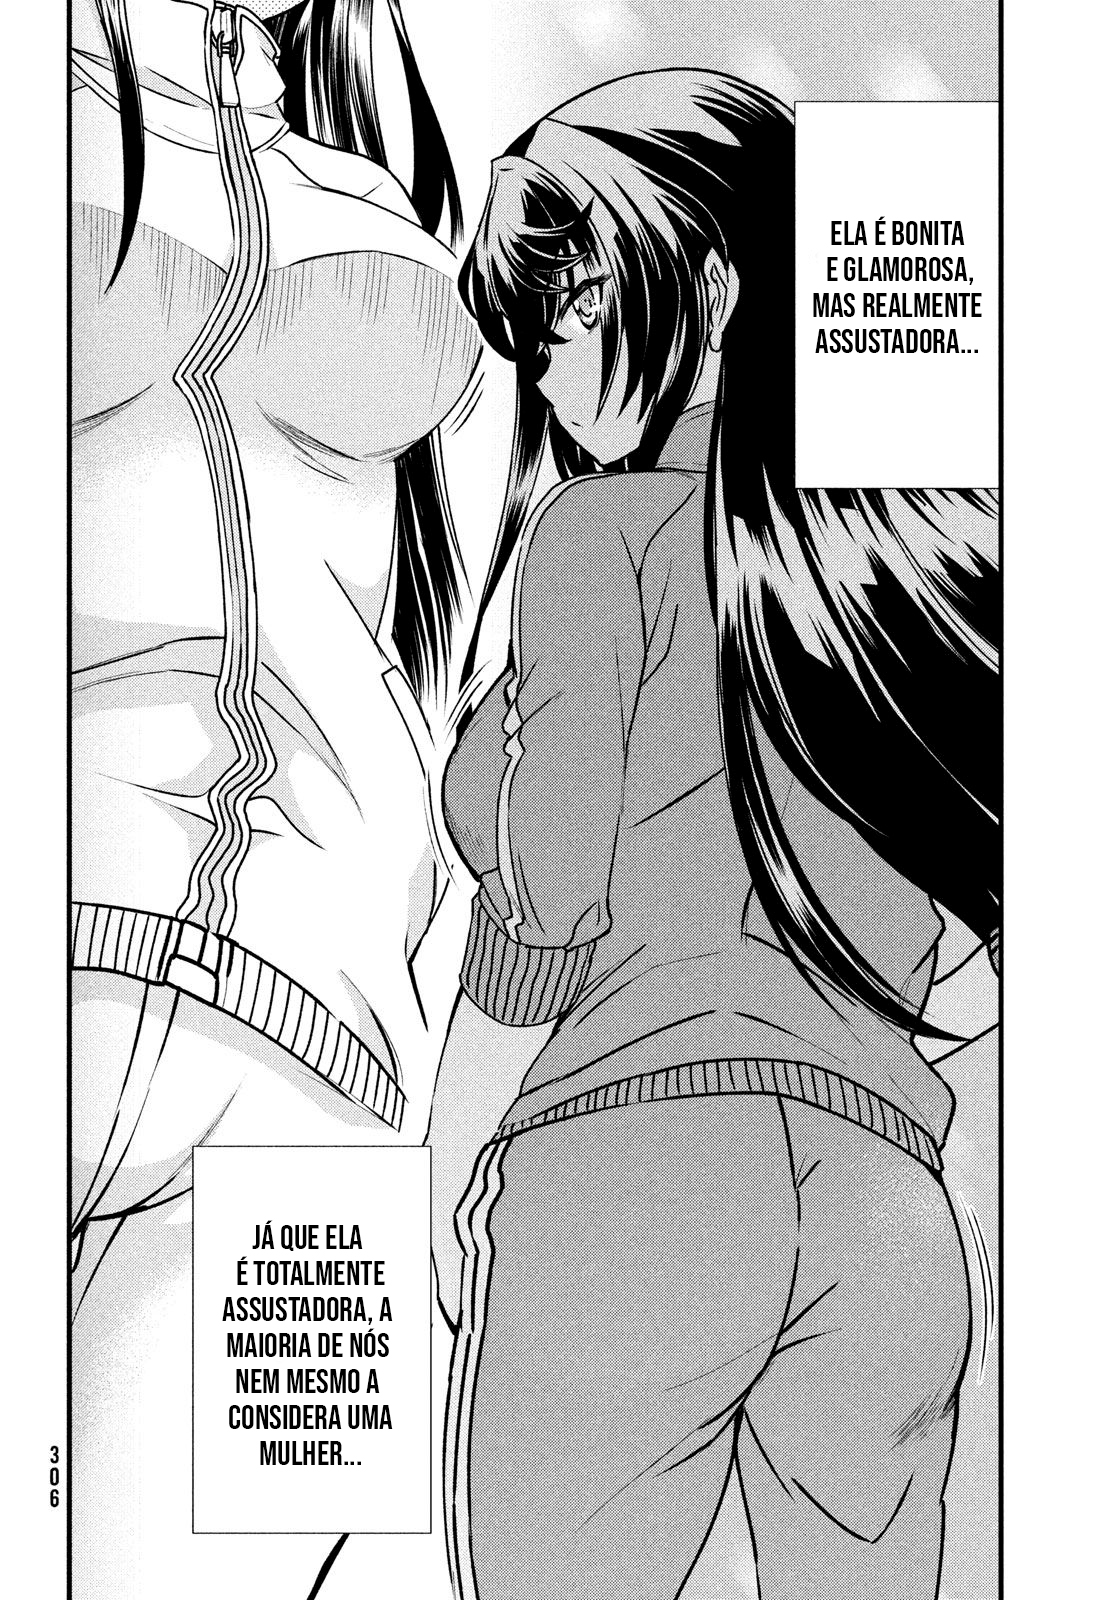 ELA É BONITA
E GLAMOROSA,
MAS REALMENTE
ASSUSTADORA...
JÁ QUE ELA
É TOTALMENTE
ASSUSTADORA, A
MAIORIA DE NÓS
NEM MESMO A
CONSIDERA UMA
MULHER...
306